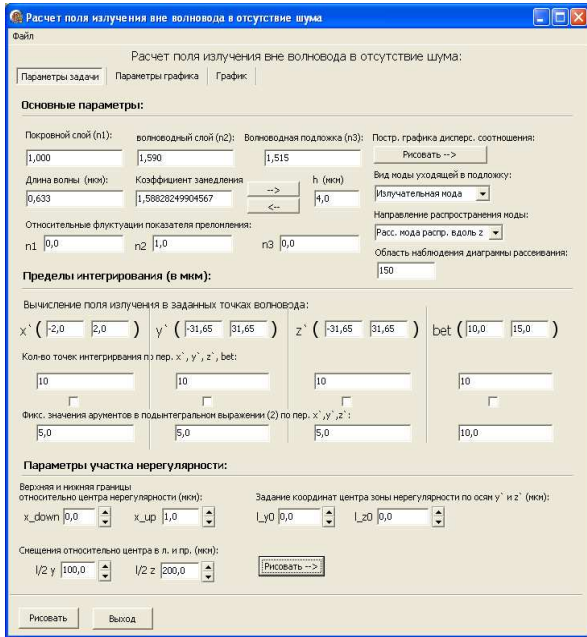 Расчет поля излучения вне волновода в отсутствие шума
Файл
Расчет поля излучения вне волновода в отсутствие шума:
Параметры задачи Параметры графика График
Основные параметры:
Покровной слой (n1): волноводный слой (n2): Волноводная подложка (n3): Постр. графика дисперс. соотношения:
1,000 1,590 1,515 Рисовать -->
Длина волны (мкм): Коэффициент замедления --> h (мкм) Вид моды уходящей в подложку:
0,633 1,58828249904567 <-- 4,0 Излучательная мода
Относительные флуктуации показателя преломления: Направление распространения моды:
n1 0,0 n2 1,0 n3 0,0 Расс. мода распр. вдоль z
Область наблюдения диаграммы рассеивания:
150
Пределы интегрирования (в мкм):
Вычисление поля излучения в заданных точках волновода:
x` ( -2,0 2,0 ) y` ( -31,65 31,65 ) z` ( -31,65 31,65 ) bet ( 10,0 15,0 )
Кол-во точек интегрирвания по пер. x`, y`, z`, bet:
10 10 10 10
Фикс. значения арументов в подынтегральном выражении (2) по пер. x`,y`,z`:
5,0 5,0 5,0 10,0
Параметры участка нерегулярности:
Верхняя и нижняя границы
относительно центра нерегулярности (мкм): Задание координат центра зоны нерегулярности по осям y` и z` (мкм):
x_down 0,0 x_up 1,0 l_y0 0,0 l_z0 0,0
Смещения относительно центра в л. и пр. (мкм):
l/2 y 100,0 l/2 z 200,0 Рисовать -->
Рисовать Выход